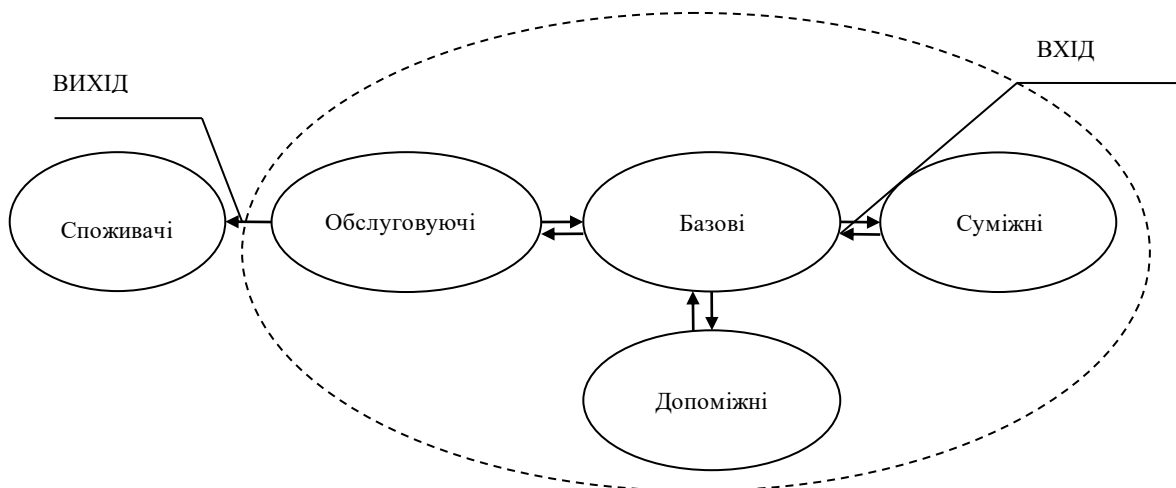 ВХІД
ВИХІД
Споживачі
Обслуговуючі
Базові
Суміжні
Допоміжні